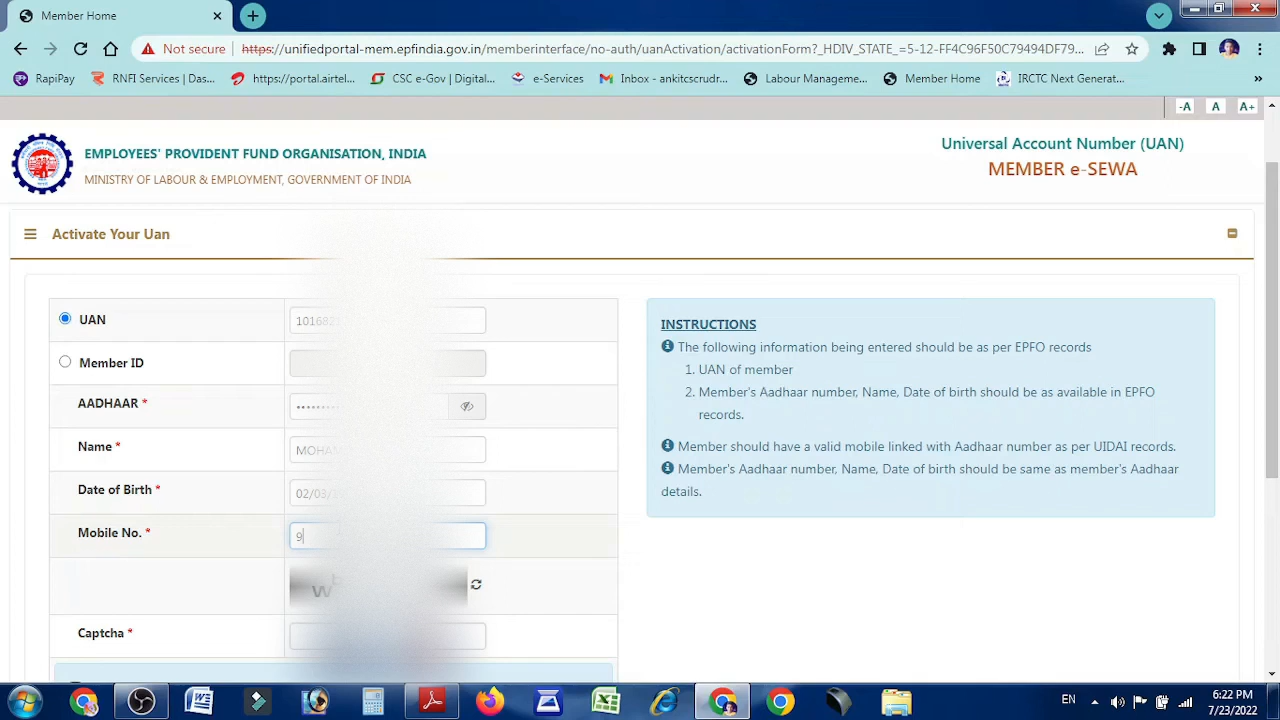 Member Home
Not secure
https://unifiedportal-mem.epfindia.gov.in/memberinterface/no-auth/uanActivation/activationForm?_HDIV_STATE_=5-12-FF4C96F50C79494DF79...
RapiPay
RNFI Services | Das...
https://portal.airtel...
CSC e-Gov | Digital...
e-Services
Inbox - ankitcscrudr...
Labour Manageme...
Member Home
IRCTC Next Generat...
»
-A A A+
EMPLOYEES' PROVIDENT FUND ORGANISATION, INDIA
MINISTRY OF LABOUR & EMPLOYMENT, GOVERNMENT OF INDIA
Universal Account Number (UAN)
MEMBER e-SEWA
Activate Your Uan
UAN
Member ID
AADHAAR *
Name *
Date of Birth *
02/03/
Mobile No. *
9
Captcha *
INSTRUCTIONS
The following information being entered should be as per EPFO records
1. UAN of member
2. Member's Aadhaar number, Name, Date of birth should be as available in EPFO
records.
Member should have a valid mobile linked with Aadhaar number as per UIDAI records.
Member's Aadhaar number, Name, Date of birth should be same as member's Aadhaar
details.
EN
6:22 PM
7/23/2022